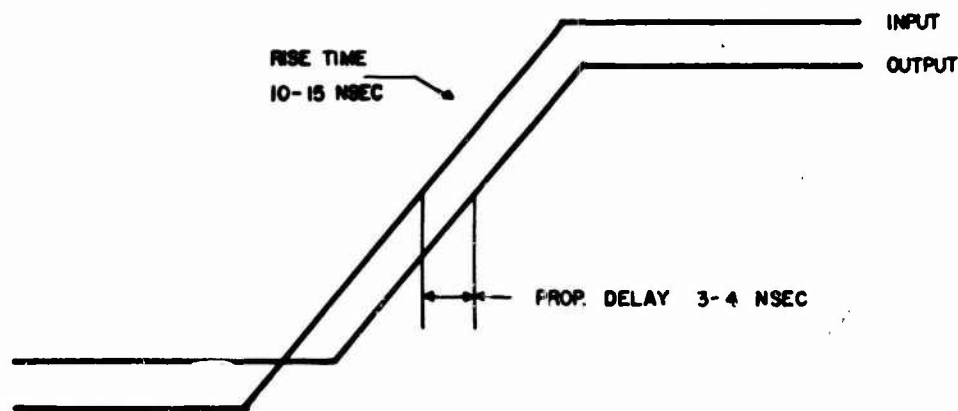 INPUT
RISE TIME
OUTPUT
10-15 NSEC
PROP. DELAY 3-4 NSEC